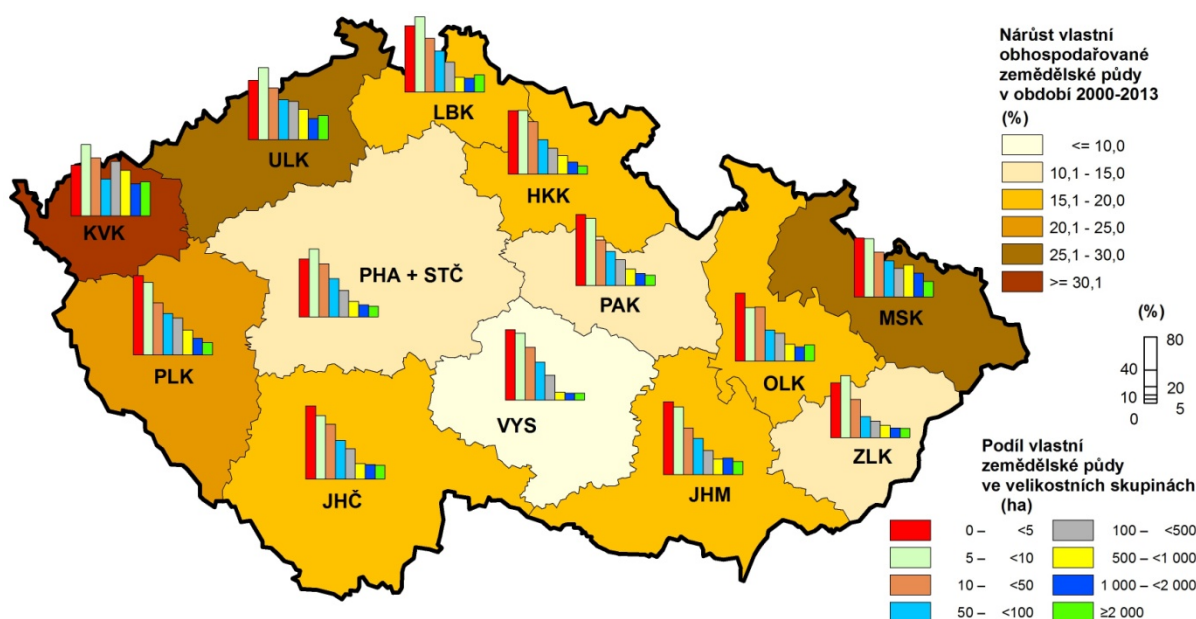 LBK
ULK
HKK
KVK
PHA + STČ
PAK
MSK
PLK
OLK
VYS
ZLK
JHČ
JHM
Nárůst vlastní
obhospodařované
zemědělské půdy
v období 2000-2013
(%)
<= 10,0
10,1 - 15,0
15,1 - 20,0
20,1 - 25,0
25,1 - 30,0
>= 30,1
(%)
80
40
20
10
5
0
Podíl vlastní
zemědělské půdy
ve velikostních skupinách
(ha)
0 – <5
5 – <10
10 – <50
50 – <100
100 – <500
500 – <1 000
1 000 – <2 000
≥2 000